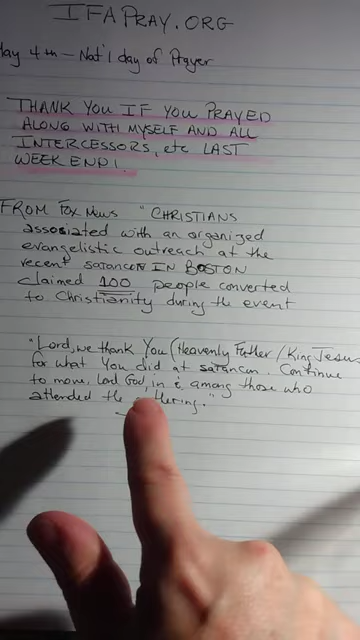 IFAPRAY.ORG
May 4th - Nat'l day of Prayer
THANK YOU IF YOU PRAYED
ALONG WITH MYSELF AND ALL
INTERCESSORS, etc LAST
WEEKEND!
FROM FOX News "CHRISTIANS
associated with an organized
evangelistic outreach at the
recent satancon IN BOSTON
claimed 100 people converted
to Christianity during the event
"Lord, we thank You (Heavenly Father / King Jesus
for what You did at satancon. Continue
to move, Lord God, in & among those who
attended the gathering."